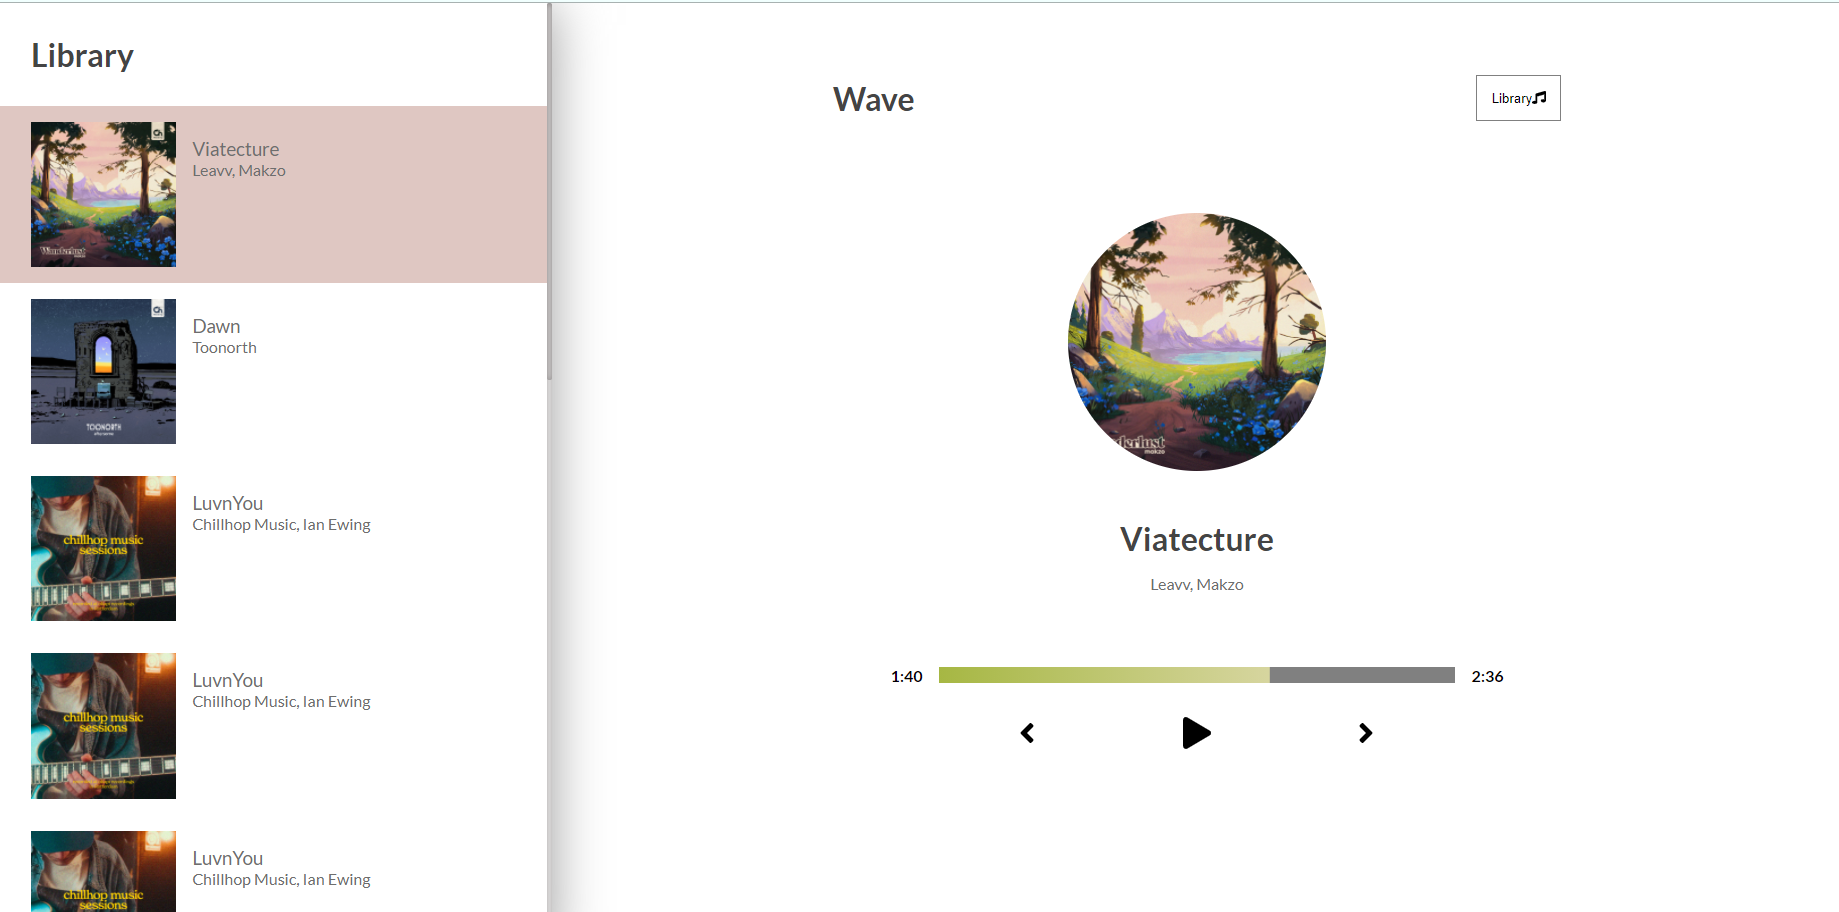 Library
Viatecture
Leavv, Makzo
Wanderlust
makzo
Dawn
Toonorth
TOONORTH
LuvnYou
Chillhop Music, Ian Ewing
chillhop music
sessions
LuvnYou
Chillhop Music, Ian Ewing
chillhop music
sessions
LuvnYou
Chillhop Music, Ian Ewing
chillhop music
sessions
Wave
Library
derlust
makzo
Viatecture
Leavv, Makzo
1:40
2:36